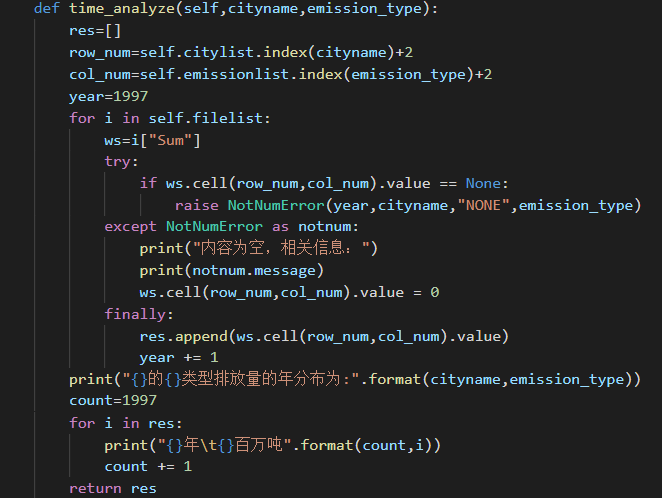 def time_analyze(self,cityname,emission_type):
    res=[]
    row_num=self.citylist.index(cityname)+2
    col_num=self.emissionlist.index(emission_type)+2
    year=1997
    for i in self.filelist:
        ws=i["Sum"]
        try:
            if ws.cell(row_num,col_num).value == None:
                raise NotNumError(year,cityname,"NONE",emission_type)
        except NotNumError as notnum:
            print("内容为空，相关信息：")
            print(notnum.message)
            ws.cell(row_num,col_num).value = 0
        finally:
            res.append(ws.cell(row_num,col_num).value)
            year += 1
    print("{}的{}类型排放量的年分布为:".format(cityname,emission_type))
    count=1997
    for i in res:
        print("{}年\t{}百万吨".format(count,i))
        count += 1
    return res